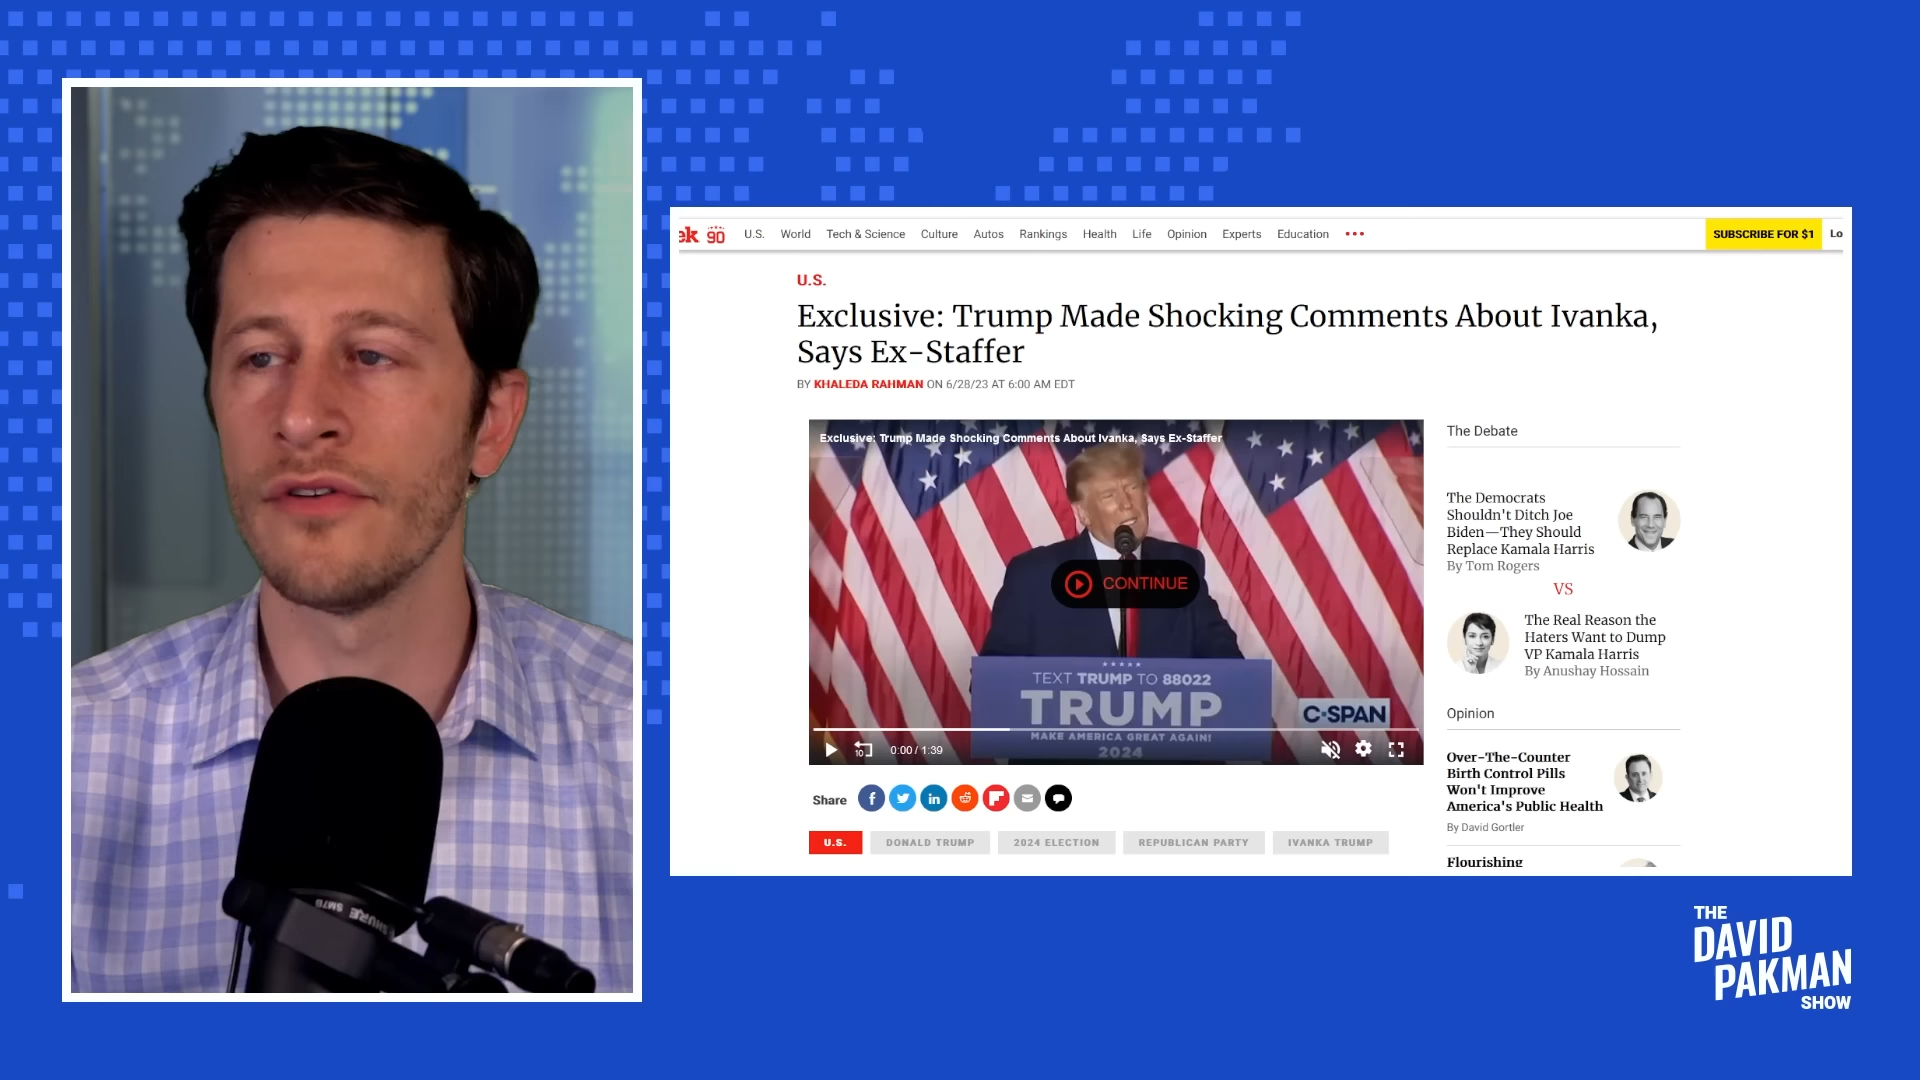 ek 90
U.S. World Tech & Science Culture Autos Rankings Health Life Opinion Experts Education
SUBSCRIBE FOR $1
Lo
U.S.
Exclusive: Trump Made Shocking Comments About Ivanka,
Says Ex-Staffer
BY KHALEDA RAHMAN ON 6/28/23 AT 6:00 AM EDT
Exclusive: Trump Made Shocking Comments About Ivanka, Says Ex-Staffer
CONTINUE
TEXT TRUMP TO 88022
TRUMP
MAKE AMERICA GREAT AGAIN!
2024
C-SPAN
10
0:00 / 1:39
Share
U.S.
DONALD TRUMP
2024 ELECTION
REPUBLICAN PARTY
IVANKA TRUMP
The Debate
The Democrats
Shouldn't Ditch Joe
Biden—They Should
Replace Kamala Harris
By Tom Rogers
VS
The Real Reason the
Haters Want to Dump
VP Kamala Harris
By Anushay Hossain
Opinion
Over-The-Counter
Birth Control Pills
Won't Improve
America's Public Health
By David Gortler
Flourishing
SHURE SM7B
THE
DAVID
PAKMAN
SHOW